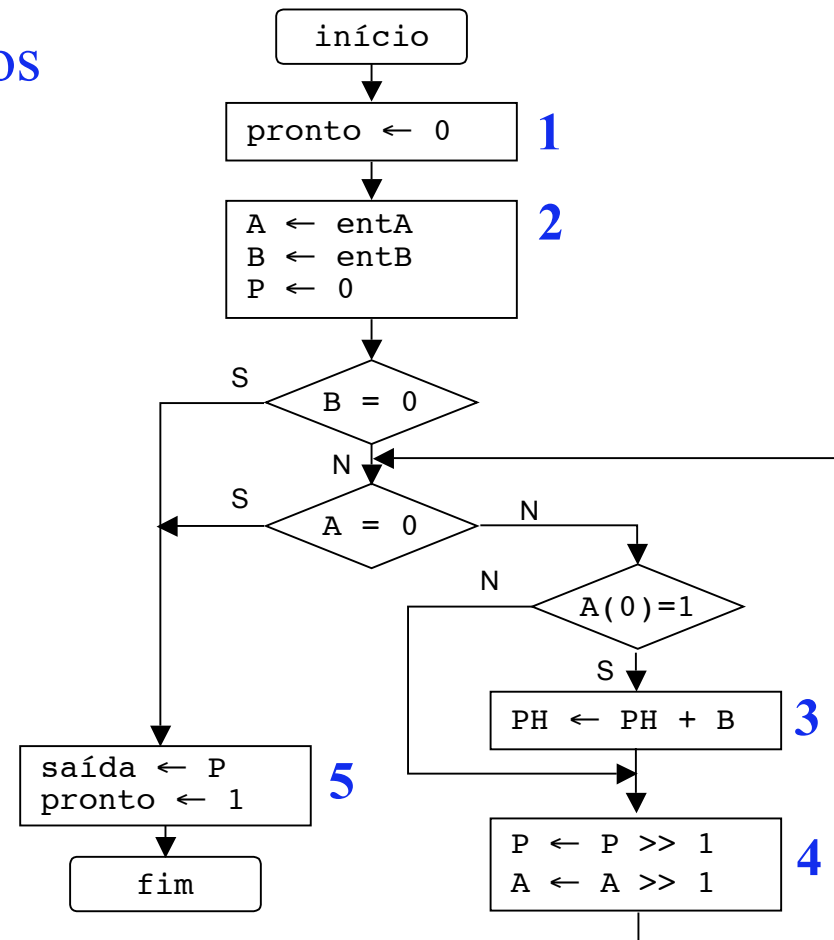 os
início
pronto ← 0
1
A ← entA
B ← entB
P ← 0
2
S
B = 0
N
S
A = 0
N
N
A(0)=1
S
PH ← PH + B
3
saída ← P
pronto ← 1
5
P ← P >> 1
A ← A >> 1
4
fim